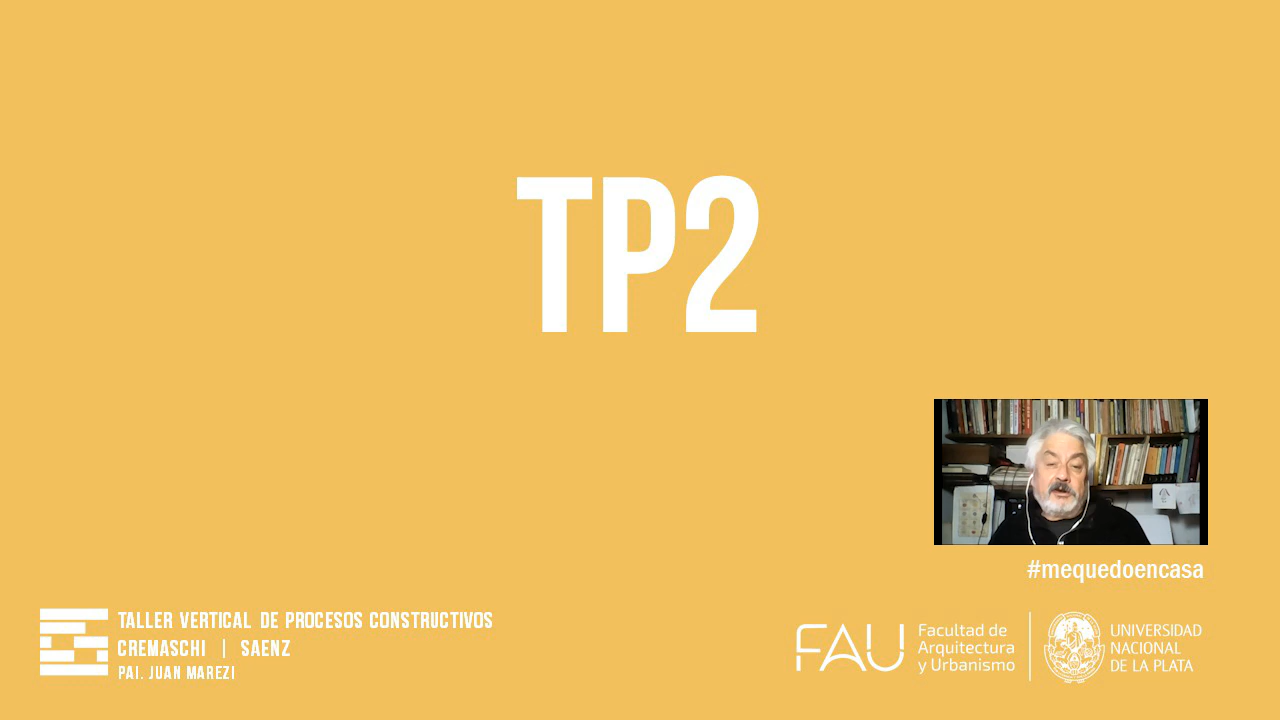 TP2
#mequedoencasa
TALLER VERTICAL DE PROCESOS CONSTRUCTIVOS
CREMASCHI | SAENZ
PAI. JUAN MAREZI
FAU
Facultad de
Arquitectura
y Urbanismo
UNIVERSIDAD
NACIONAL
DE LA PLATA